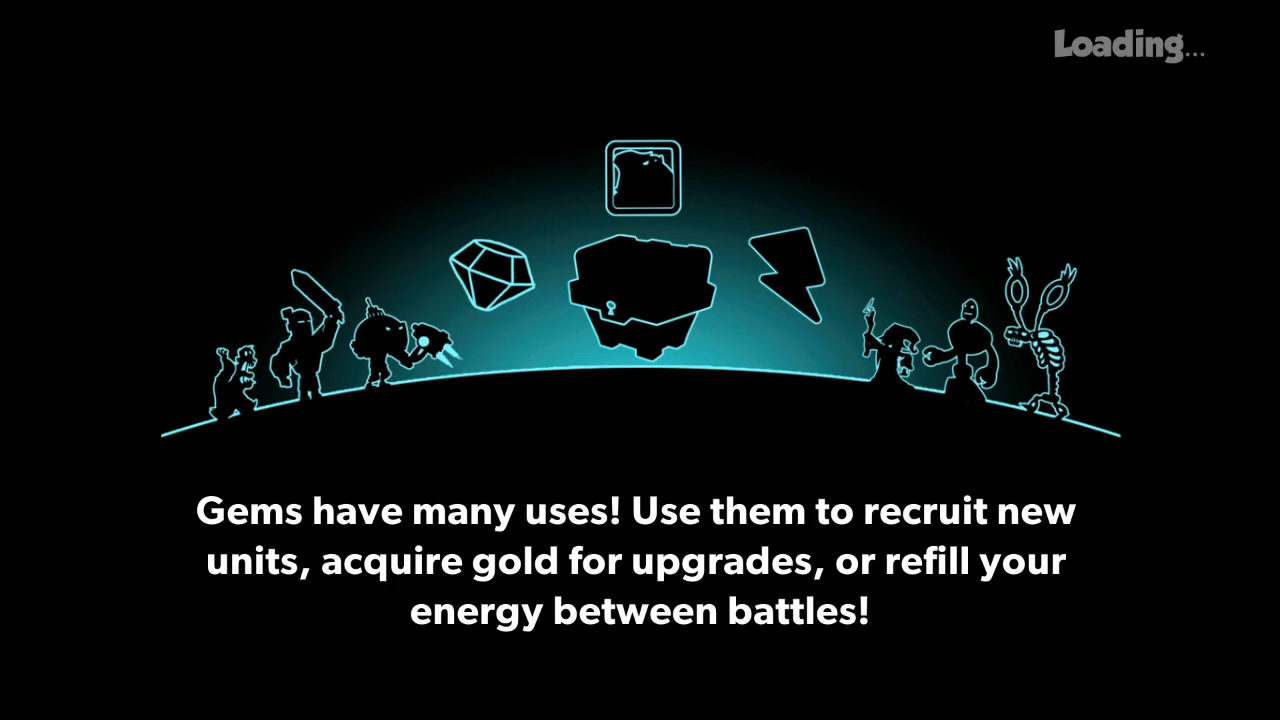 Loading...
Gems have many uses! Use them to recruit new
units, acquire gold for upgrades, or refill your
energy between battles!